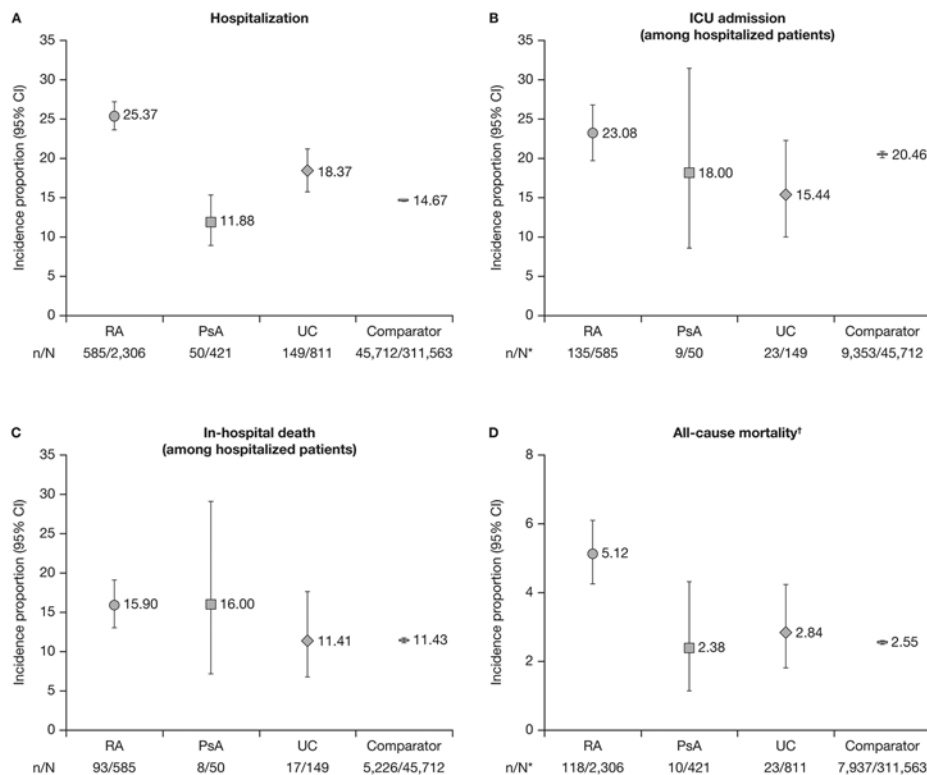 A
Hospitalization
Incidence proportion (95% CI)
35
30
25
20
15
10
5
0
25.37
11.88
18.37
14.67
RA PsA UC Comparator
n/N 585/2,306 50/421 149/811 45,712/311,563
B
ICU admission
(among hospitalized patients)
Incidence proportion (95% CI)
35
30
25
20
15
10
5
0
23.08
18.00
15.44
20.46
RA PsA UC Comparator
n/N* 135/585 9/50 23/149 9,353/45,712
C
In-hospital death
(among hospitalized patients)
Incidence proportion (95% CI)
35
30
25
20
15
10
5
0
15.90
16.00
11.41
11.43
RA PsA UC Comparator
n/N 93/585 8/50 17/149 5,226/45,712
D
All-cause mortality†
Incidence proportion (95% CI)
8
6
4
2
0
5.12
2.38
2.84
2.55
RA PsA UC Comparator
n/N* 118/2,306 10/421 23/811 7,937/311,563